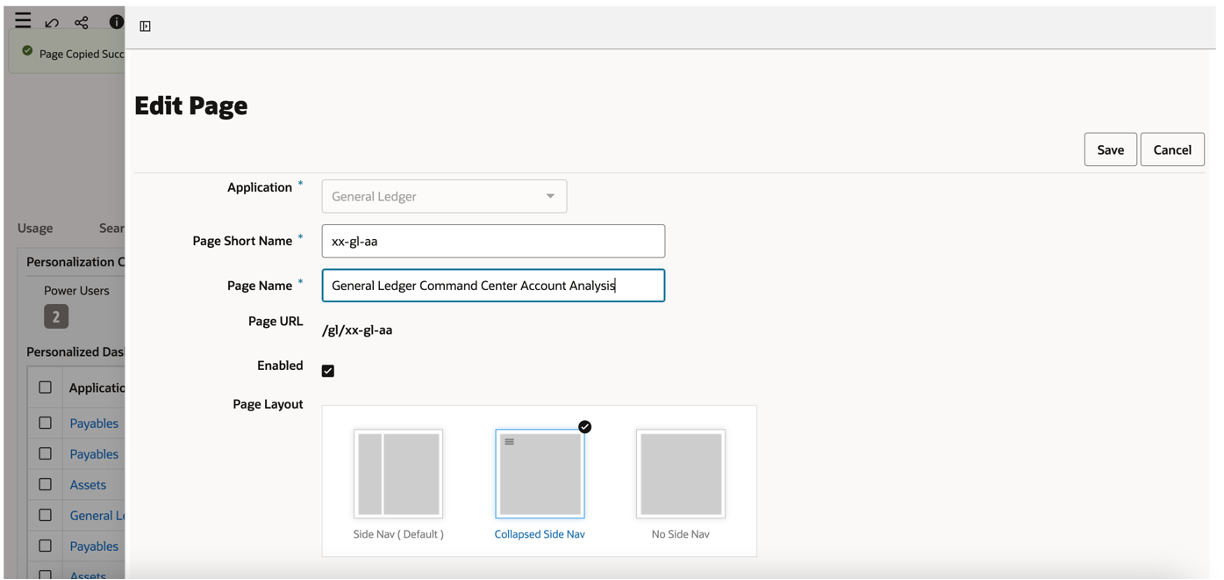 Page Copied Succ
Edit Page
Save Cancel
Application *
General Ledger
Usage
Sear
Page Short Name *
xx-gl-aa
Personalization C
Page Name *
General Ledger Command Center Account Analysis
Power Users
2
Page URL
/gl/xx-gl-aa
Personalized Das
Enabled
Applicatio
Page Layout
Payables
Payables
Assets
General Le
Side Nav ( Default ) Collapsed Side Nav No Side Nav
Payables
Assets